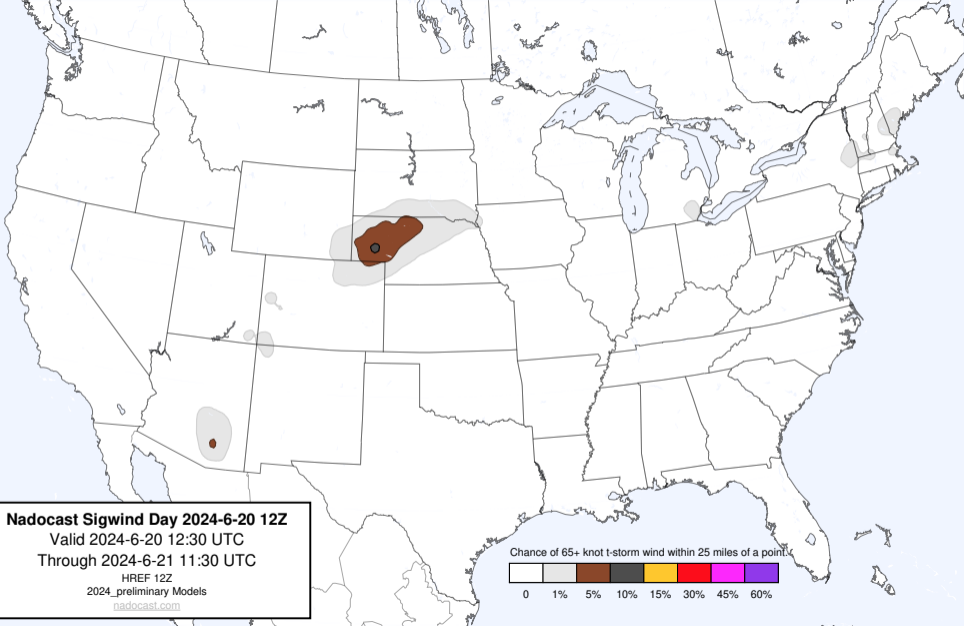 Nadocast Sigwind Day 2024-6-20 12Z
Valid 2024-6-20 12:30 UTC
Through 2024-6-21 11:30 UTC
HREF 12Z
2024_preliminary Models
nadocast.com
Chance of 65+ knot t-storm wind within 25 miles of a point.
0 1% 5% 10% 15% 30% 45% 60%